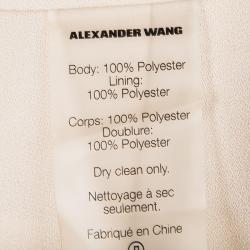 ALEXANDER WANG
Body: 100% Polyester
Lining:
100% Polyester
Corps: 100% Polyester
Doublure:
100% Polyester
Dry clean only.
Nettoyage à sec
seulement.
Fabriqué en Chine